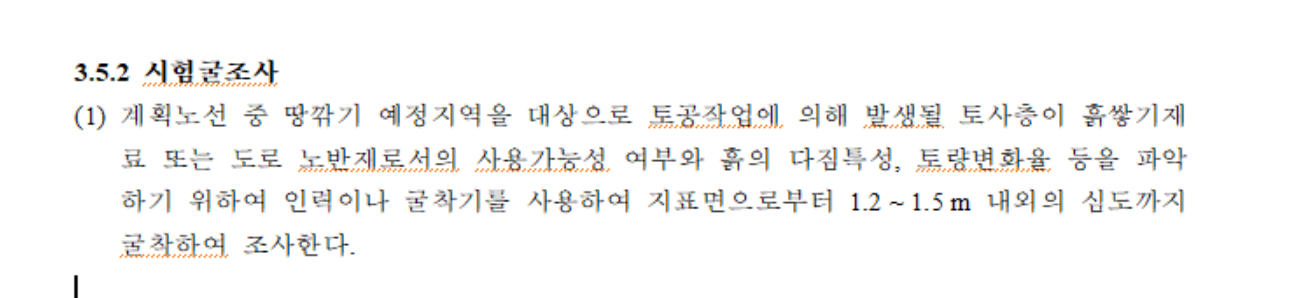 3.5.2 시험굴조사
(1) 계획노선 중 땅깎기 예정지역을 대상으로 토공작업에 의해 발생될 토사층이 흙쌓기재
료 또는 도로 노반재로서의 사용가능성 여부와 흙의 다짐특성, 토량변화율 등을 파악
하기 위하여 인력이나 굴착기를 사용하여 지표면으로부터 1.2 ~ 1.5 m 내외의 심도까지
굴착하여 조사한다.